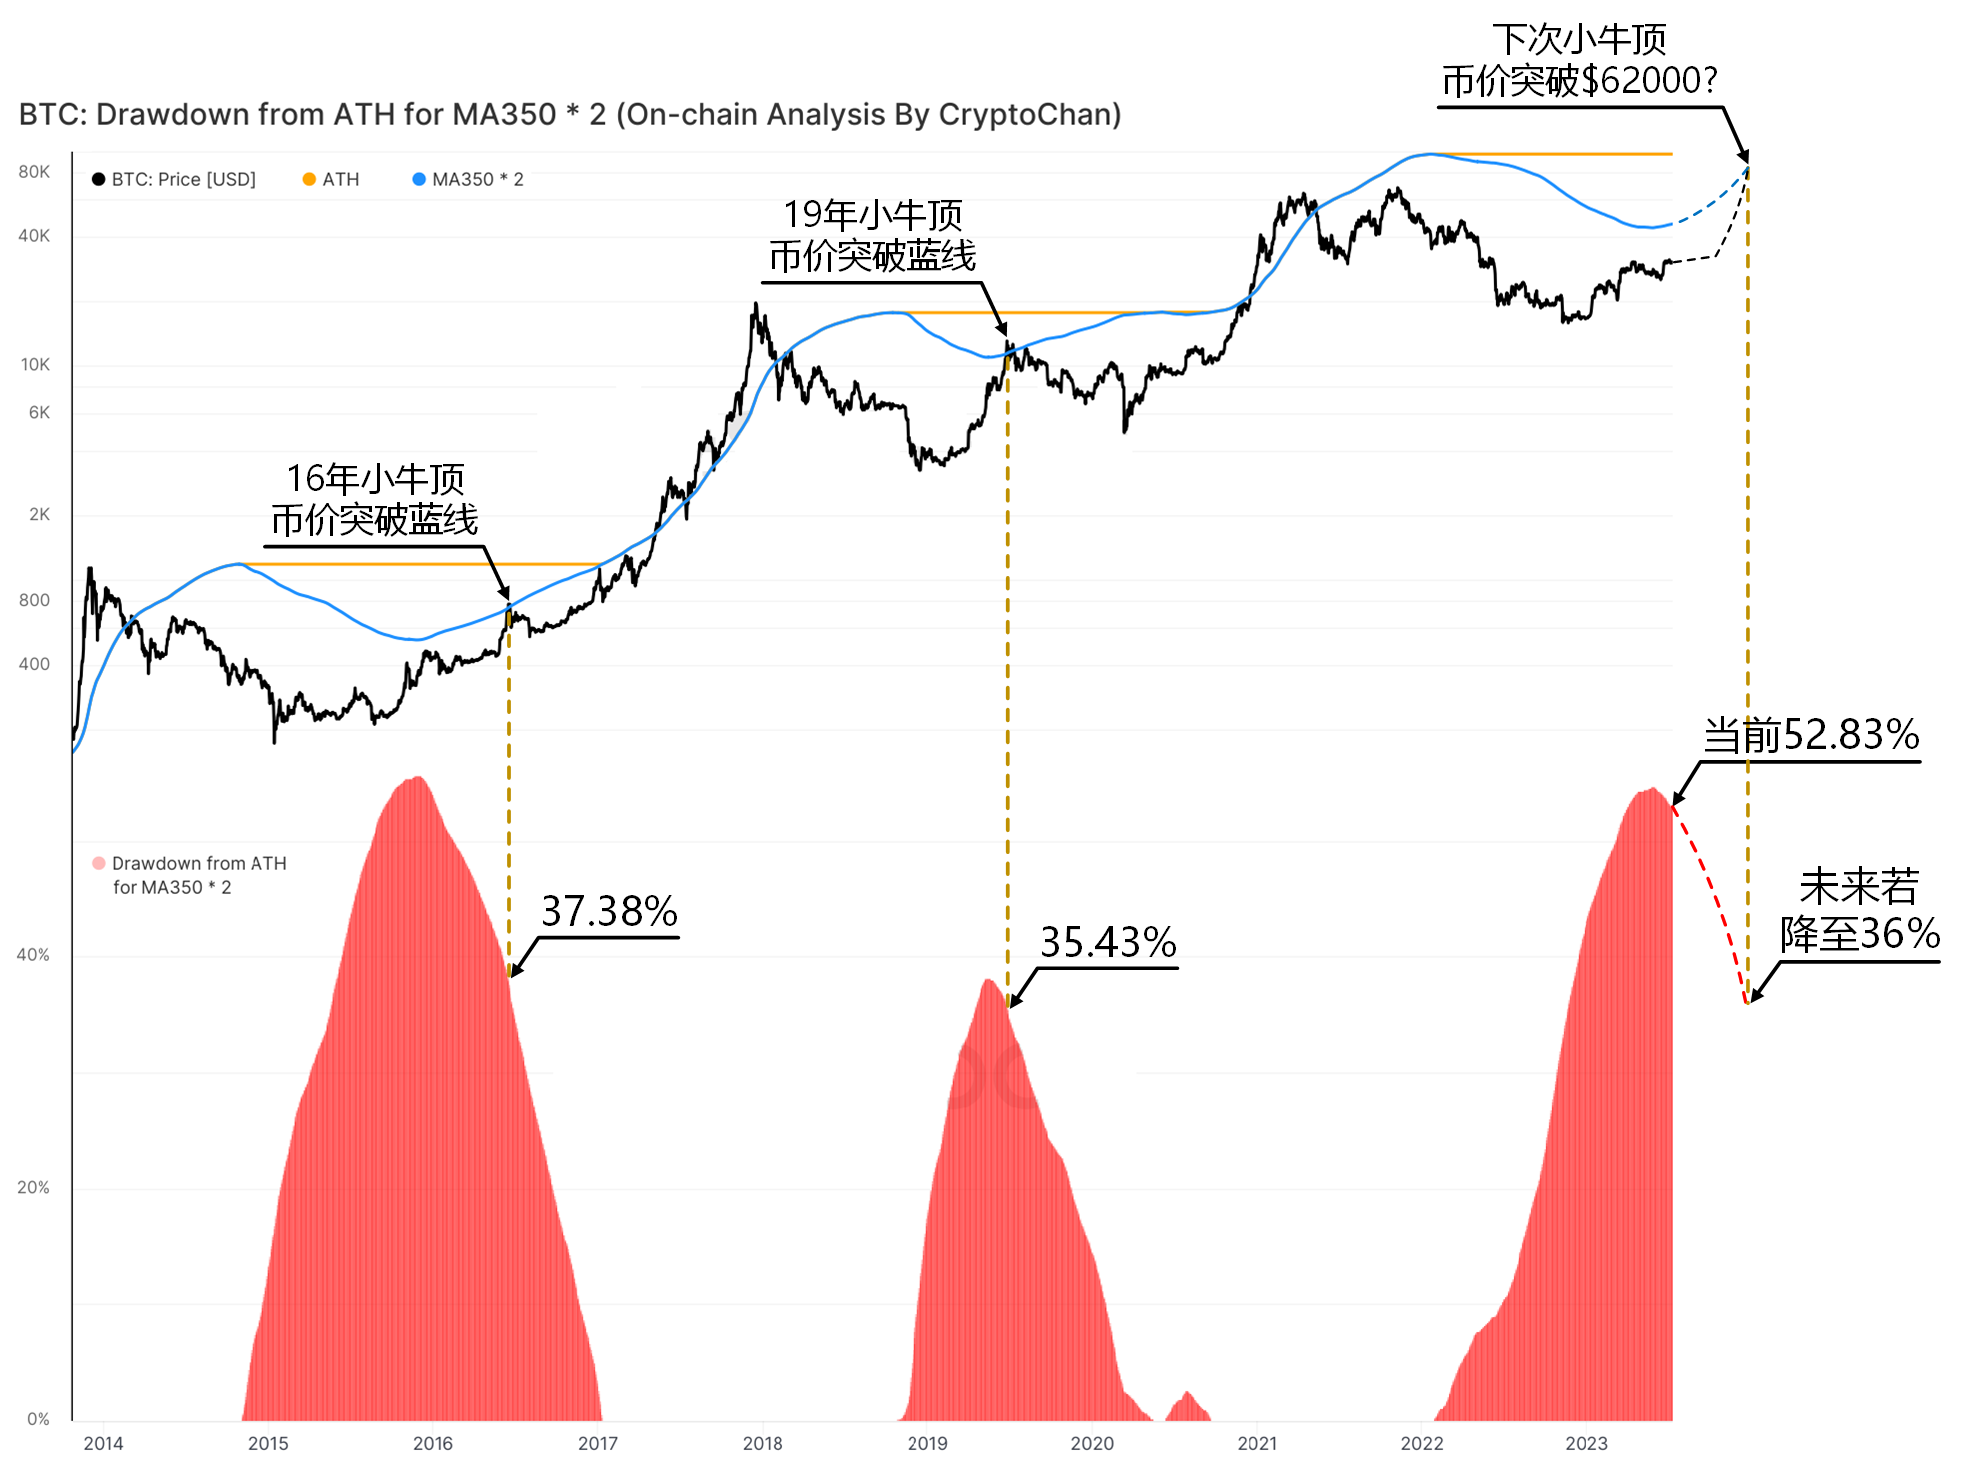 下次小牛顶
币价突破$62000?
BTC: Drawdown from ATH for MA350 * 2 (On-chain Analysis By CryptoChan)
BTC: Price [USD]
ATH
MA350 * 2
80K
40K
10K
6K
2K
800
400
19年小牛顶
币价突破蓝线
16年小牛顶
币价突破蓝线
当前52.83%
Drawdown from ATH
for MA350 * 2
37.38%
35.43%
未来若
降至36%
40%
20%
0%
2014
2015
2016
2017
2018
2019
2020
2021
2022
2023